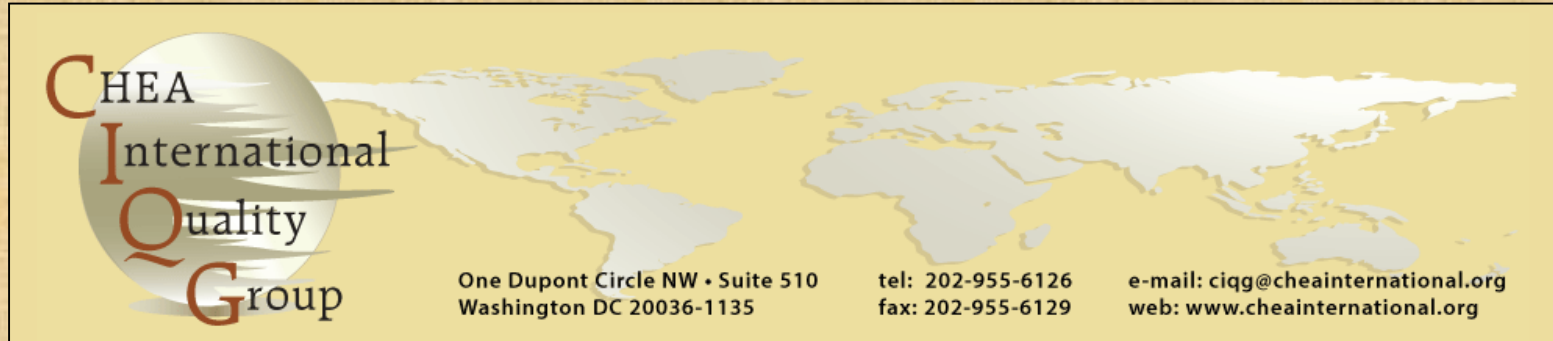 CHEA
International
Quality
Group
One Dupont Circle NW • Suite 510
Washington DC 20036-1135
tel: 202-955-6126
fax: 202-955-6129
e-mail: ciqg@cheainternational.org
web: www.cheainternational.org